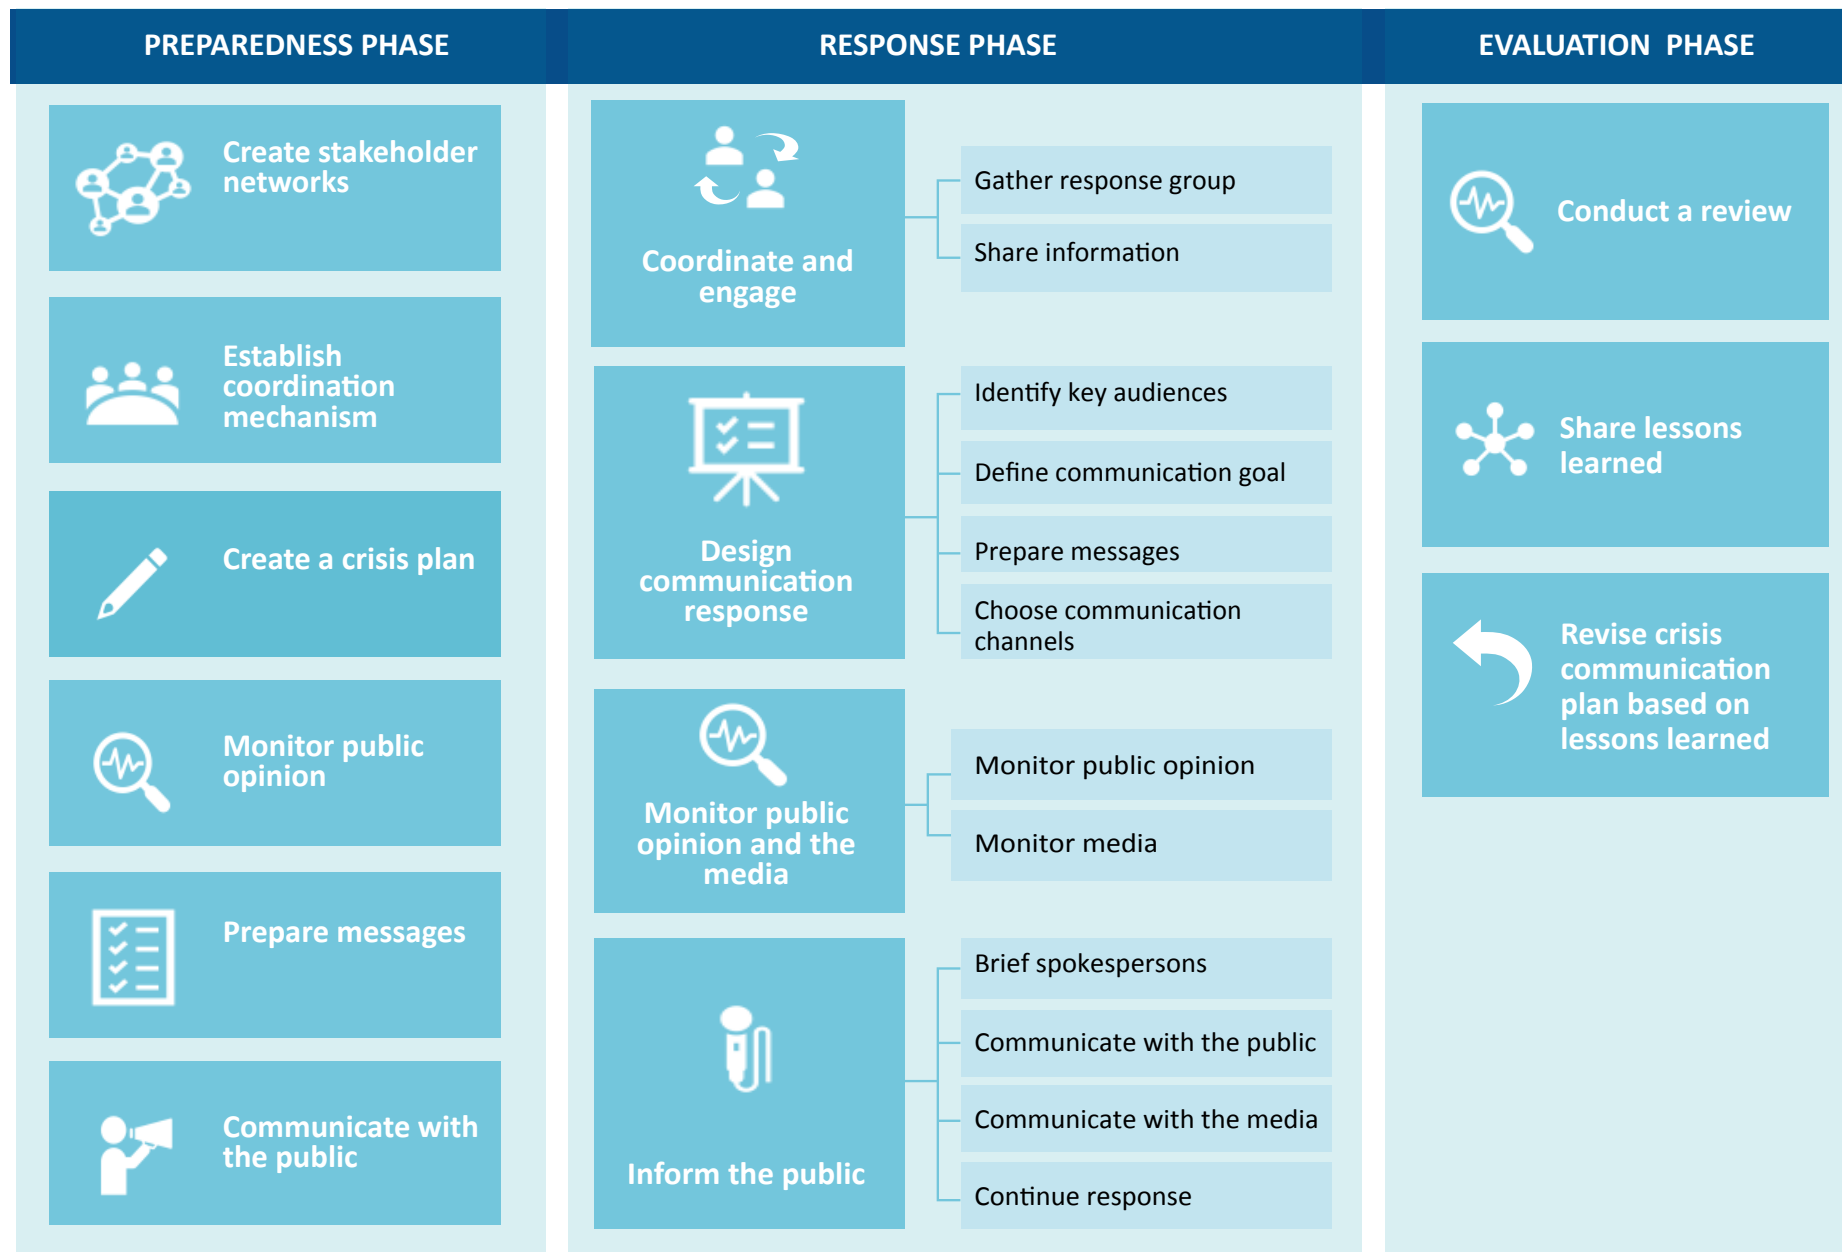 PREPAREDNESS PHASE
Create stakeholder
networks
Establish
coordination
mechanism
Create a crisis plan
Monitor public
opinion
Prepare messages
Communicate with
the public
RESPONSE PHASE
Coordinate and
engage
Gather response group
Share information
Design
communication
response
Identify key audiences
Define communication goal
Prepare messages
Choose communication
channels
Monitor public
opinion and the
media
Monitor public opinion
Monitor media
Inform the public
Brief spokespersons
Communicate with the public
Communicate with the media
Continue response
EVALUATION PHASE
Conduct a review
Share lessons
learned
Revise crisis
communication
plan based on
lessons learned